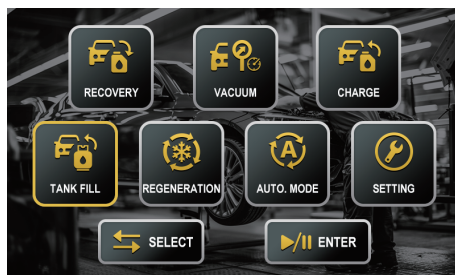 RECOVERY
VACUUM
CHARGE
TANK FILL
REGENERATION
AUTO. MODE
SETTING
SELECT
ENTER